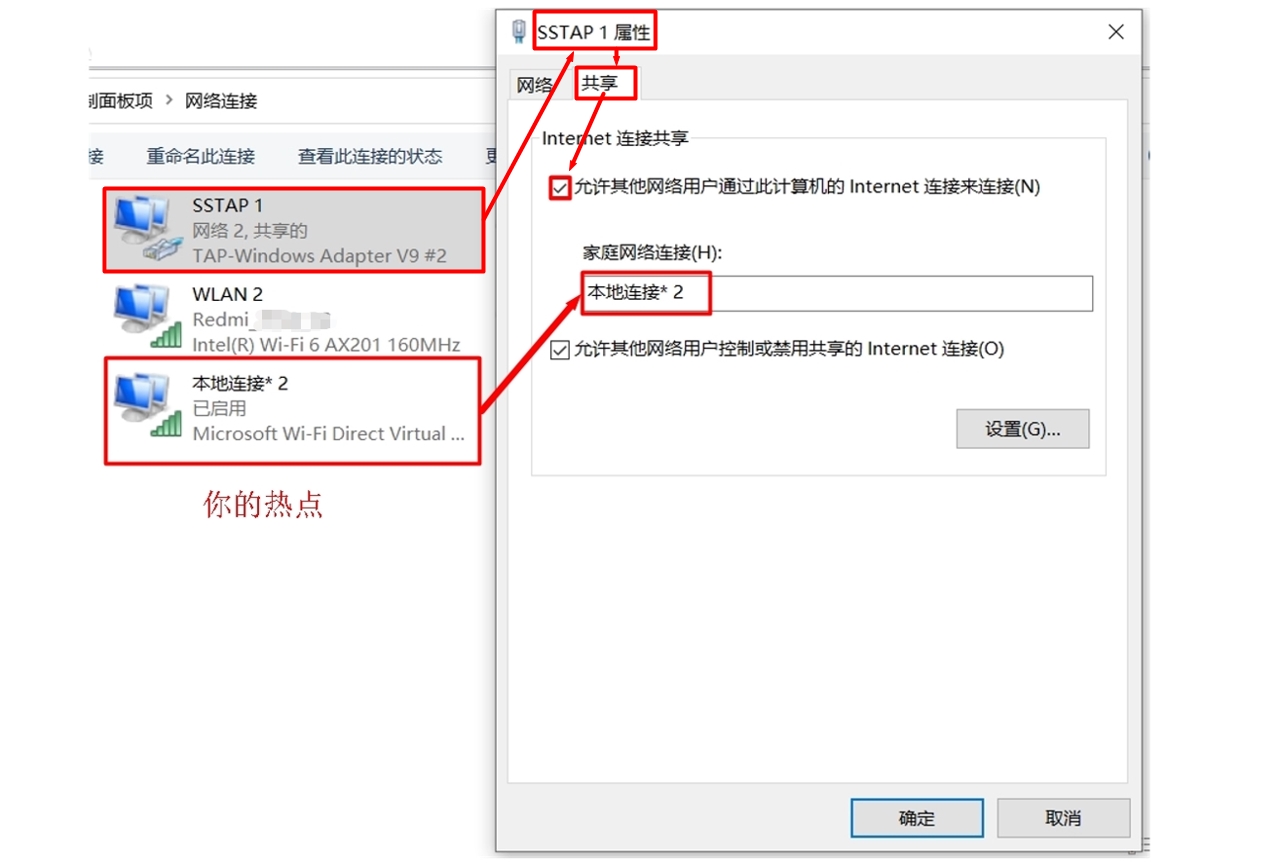 制面板项 > 网络连接
接 重命名此连接 查看此连接的状态 更
SSTAP 1
网络 2, 共享的
TAP-Windows Adapter V9 #2
WLAN 2
Redmi_
Intel(R) Wi-Fi 6 AX201 160MHz
本地连接* 2
已启用
Microsoft Wi-Fi Direct Virtual ...
你的热点
SSTAP 1 属性
网络 共享
Internet 连接共享
允许其他网络用户通过此计算机的 Internet 连接来连接(N)
家庭网络连接(H):
本地连接* 2
允许其他网络用户控制或禁用共享的 Internet 连接(O)
设置(G)...
确定 取消